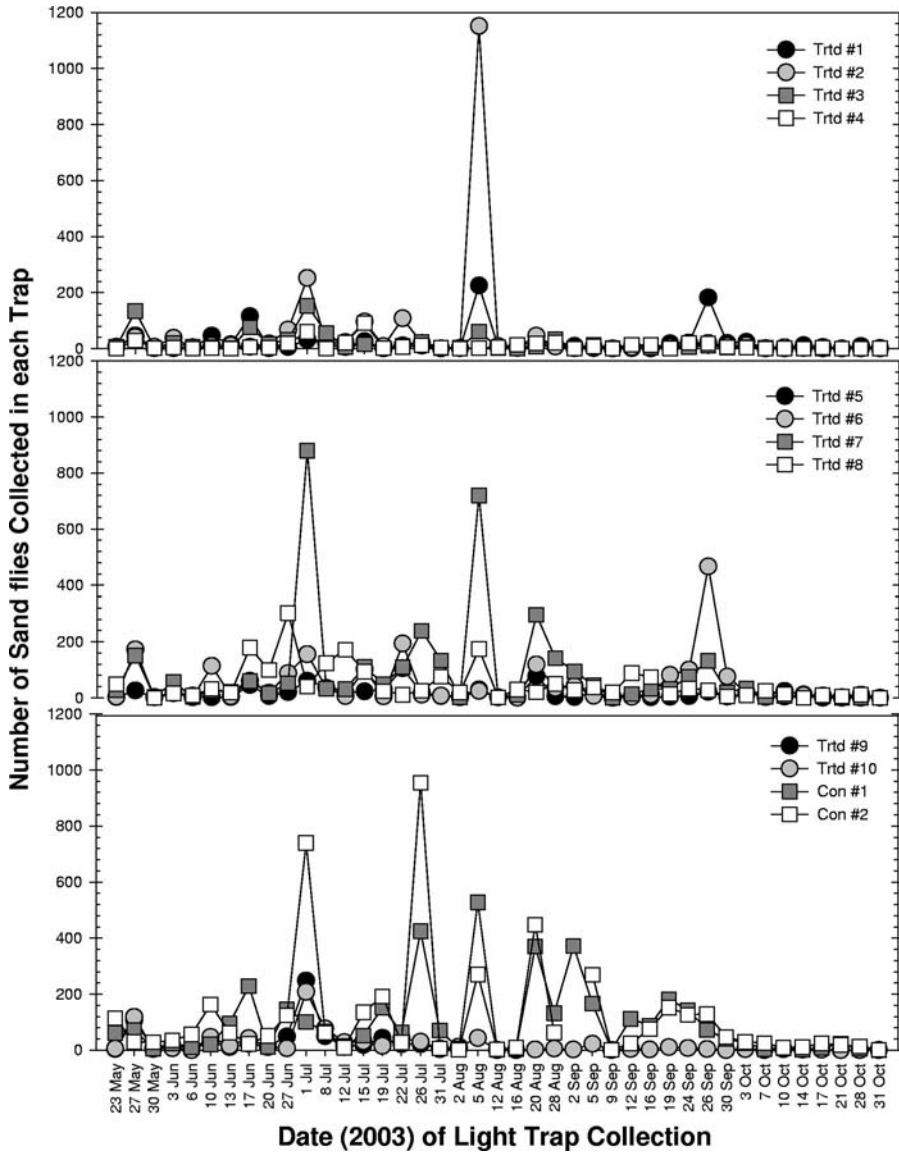 Number of Sand flies Collected in each Trap
1200
1000
800
600
400
200
0
Trtd #1
Trtd #2
Trtd #3
Trtd #4
1200
1000
800
600
400
200
0
Trtd #5
Trtd #6
Trtd #7
Trtd #8
1200
1000
800
600
400
200
0
Trtd #9
Trtd #10
Con #1
Con #2
23 May
27 May
30 May
3 Jun
6 Jun
10 Jun
13 Jun
17 Jun
20 Jun
27 Jun
1 Jul
8 Jul
12 Jul
15 Jul
19 Jul
22 Jul
26 Jul
31 Jul
2 Aug
5 Aug
12 Aug
16 Aug
20 Aug
28 Aug
2 Sep
5 Sep
9 Sep
12 Sep
16 Sep
19 Sep
24 Sep
26 Sep
30 Sep
3 Oct
7 Oct
10 Oct
14 Oct
17 Oct
21 Oct
28 Oct
31 Oct
Date (2003) of Light Trap Collection